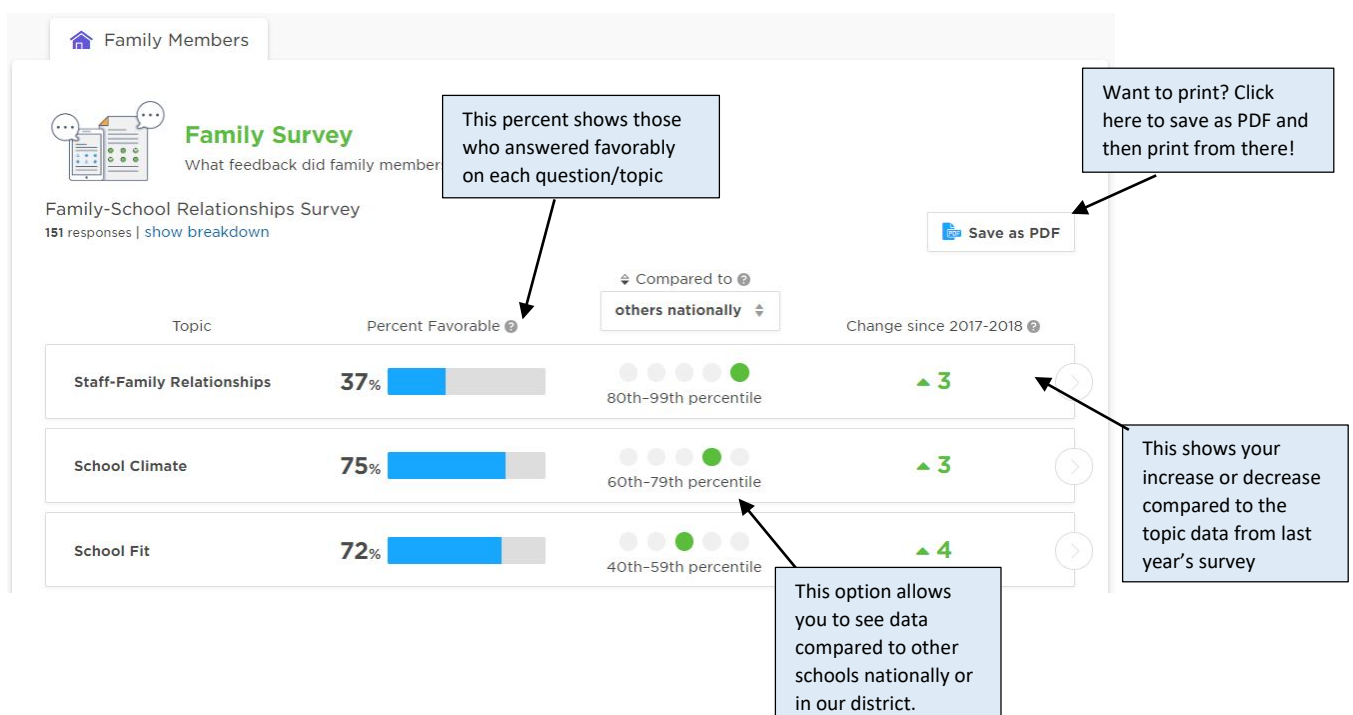 Family Members
Family Survey
What feedback did family members
This percent shows those
who answered favorably
on each question/topic
Want to print? Click
here to save as PDF and
then print from there!
Family-School Relationships Survey
151 responses | show breakdown
PDF Save as PDF
Compared to ?
others nationally
Topic
Percent Favorable ?
Change since 2017-2018 ?
Staff-Family Relationships
37%
80th-99th percentile
3
School Climate
75%
60th-79th percentile
3
School Fit
72%
40th-59th percentile
4
This shows your
increase or decrease
compared to the
topic data from last
year’s survey
This option allows
you to see data
compared to other
schools nationally or
in our district.